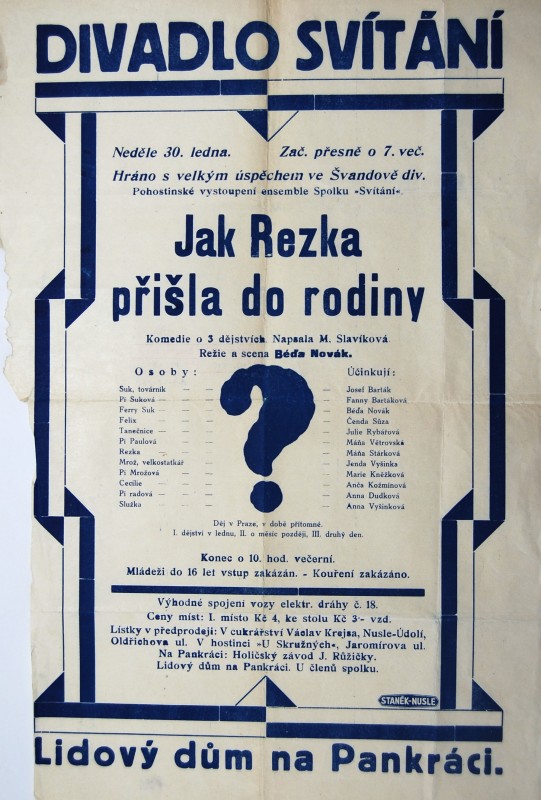 DIVADLO SVÍTÁNÍ
Neděle 30. ledna. Zač. přesně o 7. več.
Hráno s velkým úspěchem ve Švandově div.
Pohostinské vystoupení ensemble Spolku »Svítání«.
Jak Rezka
přišla do rodiny
Komedie o 3 dějstvích. Napsala M. Slavíková.
Režie a scena Béďa Novák.
Osoby: Účinkují:
Suk, továrník — — — Josef Barták
Pí Suková — — — Fanny Bartáková
Ferry Suk — — — Béďa Novák
Felix — — — Čenda Sůza
Tanečnice — — — Julie Rybářová
Pí Paulová — — — Máňa Větrovská
Rezka — — — Máňa Stárková
Mrož, velkostatkář — — Jenda Vyšinka
Pí Mrožová — — — Marie Kněžková
Cecilie — — — Anča Kožmínová
Pí radová — — — Anna Dudková
Služka — — — Anna Vyšinková
?
Děj v Praze, v době přítomné.
I. dějství v lednu, II. o měsíc později, III. druhý den.
Konec o 10. hod. večerní.
Mládeži do 16 let vstup zakázán. - Kouření zakázáno.
Výhodné spojení vozy elektr. dráhy č. 18.
Ceny míst: I. místo Kč 4, ke stolu Kč 3·- vzd.
Lístky v předprodeji: V cukrářství Václav Krejsa, Nusle-Údolí,
Oldřichova ul. V hostinci »U Skružných«, Jaromírova ul.
Na Pankráci: Holičský závod J. Růžičky.
Lidový dům na Pankráci. U členů spolku.
STANĚK-NUSLE
Lidový dům na Pankráci.